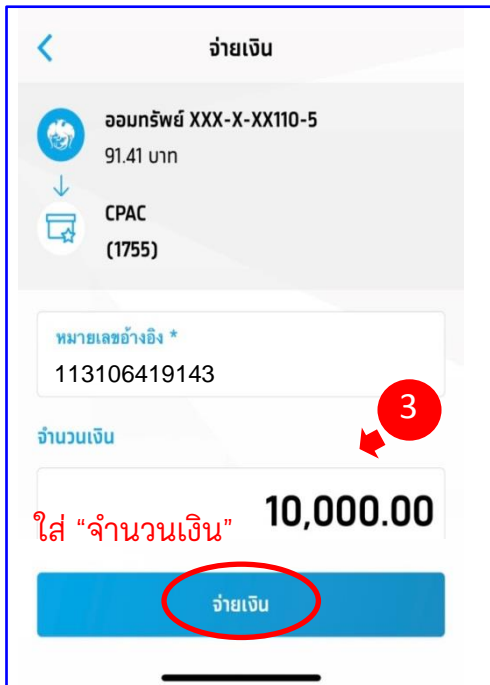 จ่ายเงิน
ออมทรัพย์ XXX-X-XX110-5
91.41 บาท
CPAC
(1755)
หมายเลขอ้างอิง *
113106419143
3
จำนวนเงิน
10,000.00
ใส่ “จำนวนเงิน”
จ่ายเงิน